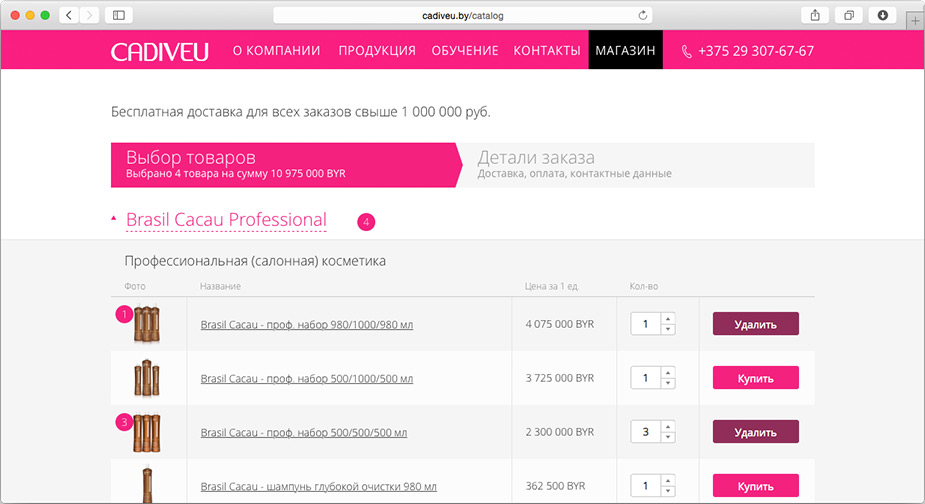 cadiveu.by/catalog
CADIVEU О КОМПАНИИ ПРОДУКЦИЯ ОБУЧЕНИЕ КОНТАКТЫ МАГАЗИН +375 29 307-67-67
Бесплатная доставка для всех заказов свыше 1 000 000 руб.
Выбор товаров
Выбрано 4 товара на сумму 10 975 000 BYR
Детали заказа
Доставка, оплата, контактные данные
Brasil Cacau Professional 4
Профессиональная (салонная) косметика
Фото Название Цена за 1 ед. Кол-во
1 Brasil Cacau - проф. набор 980/1000/980 мл 4 075 000 BYR 1 Удалить
Brasil Cacau - проф. набор 500/1000/500 мл 3 725 000 BYR 1 Купить
3 Brasil Cacau - проф. набор 500/500/500 мл 2 300 000 BYR 3 Удалить
Brasil Cacau - шампунь глубокой очистки 980 мл 362 500 BYR 1 Купить